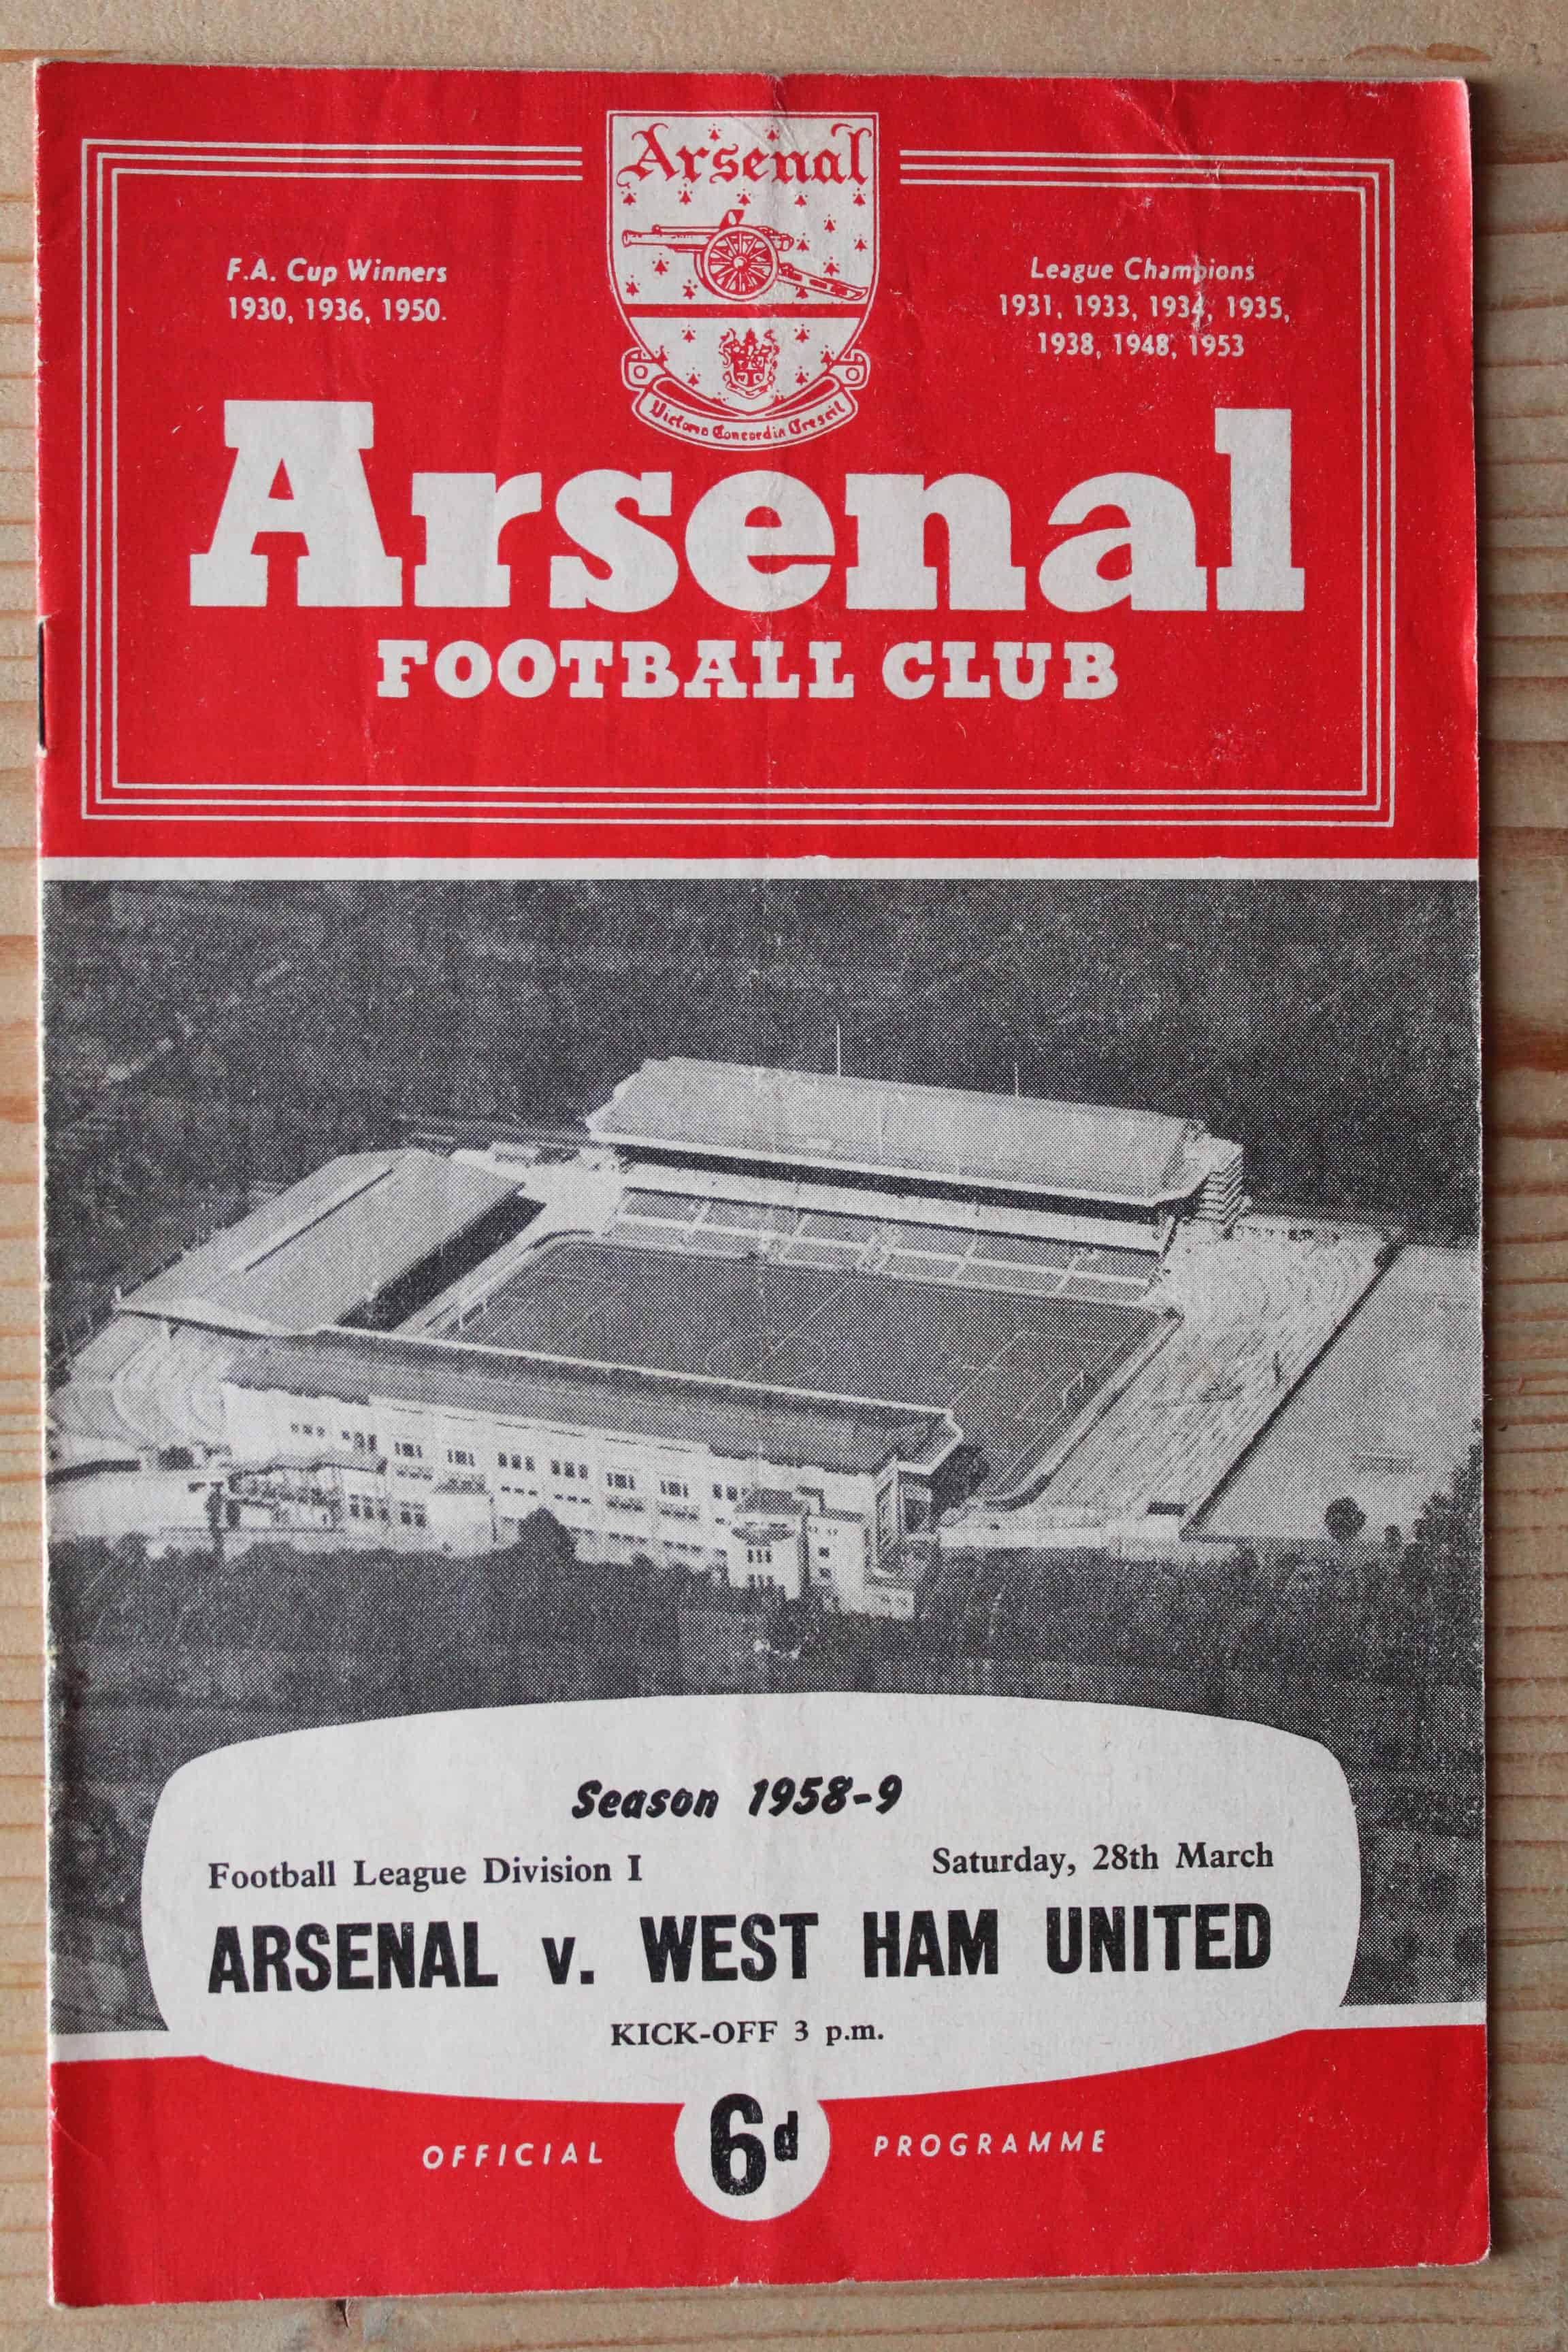 Arsenal
F.A. Cup Winners
1930, 1936, 1950.
League Champions
1931, 1933, 1934, 1935,
1938, 1948, 1953
Victoria Concordia Crescit
Arsenal
FOOTBALL CLUB
Season 1958-9
Football League Division I
Saturday, 28th March
ARSENAL v. WEST HAM UNITED
KICK-OFF 3 p.m.
OFFICIAL 6d PROGRAMME